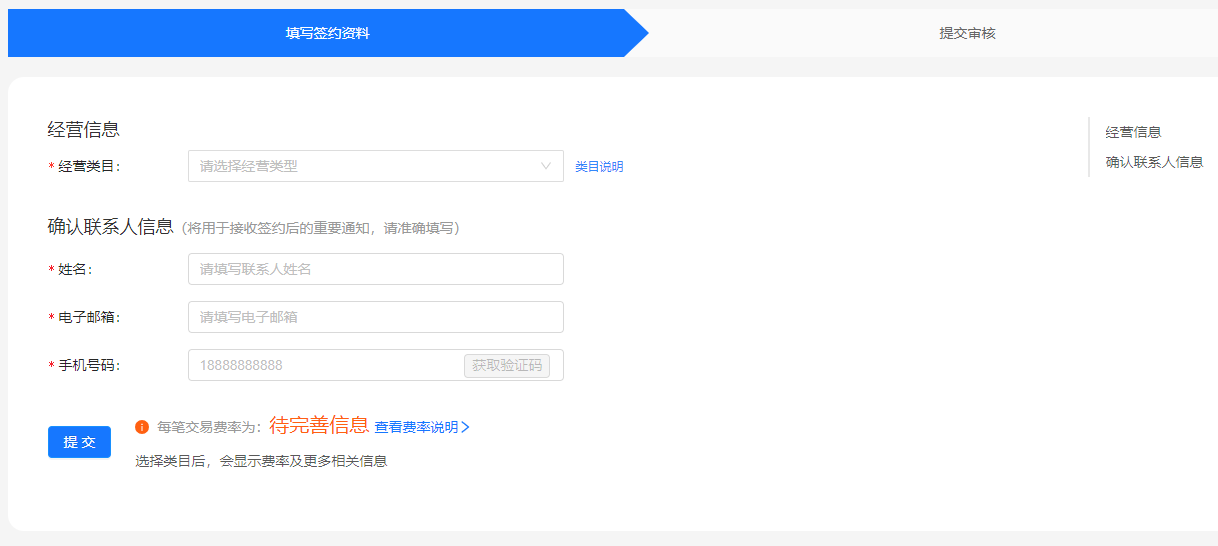 填写签约资料
提交审核
经营信息
* 经营类目:
请选择经营类型
类目说明
经营信息
确认联系人信息
确认联系人信息 (将用于接收签约后的重要通知，请准确填写)
* 姓名:
请填写联系人姓名
* 电子邮箱:
请填写电子邮箱
* 手机号码:
18888888888
获取验证码
提 交
每笔交易费率为: 待完善信息 查看费率说明
选择类目后，会显示费率及更多相关信息